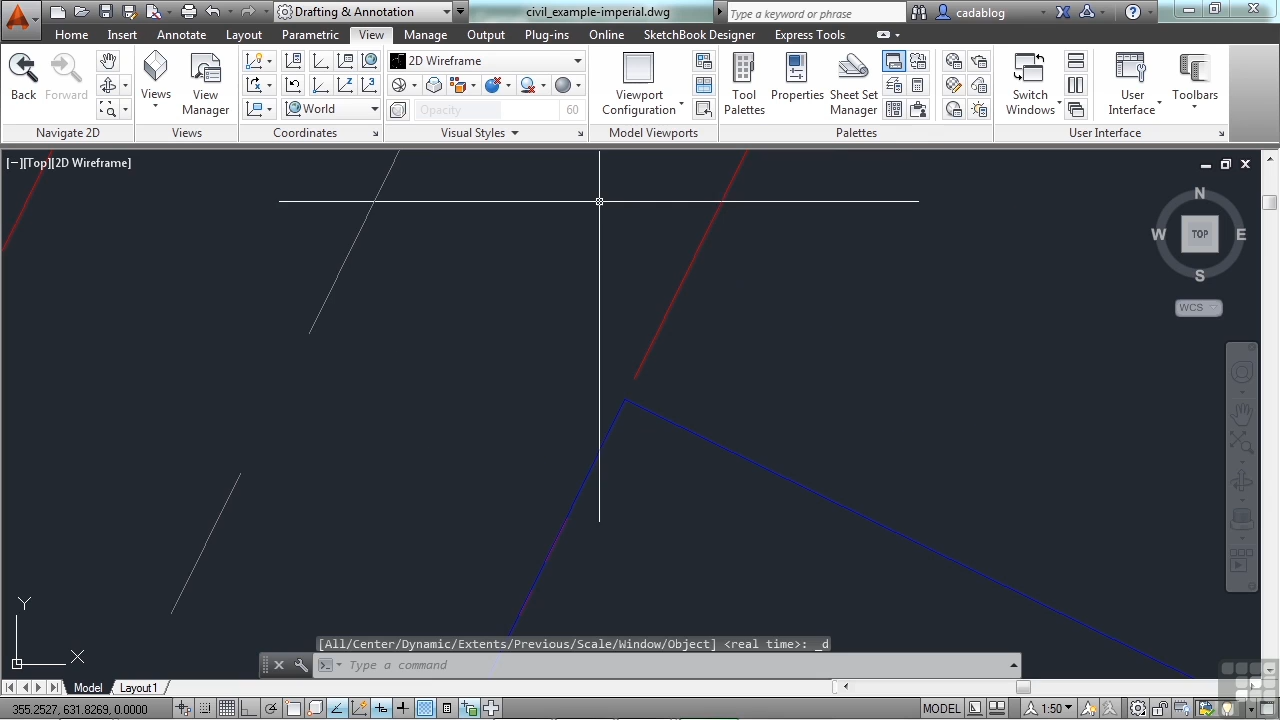 Drafting & Annotation
civil_example-imperial.dwg
Type a keyword or phrase
cadablog
Home Insert Annotate Layout Parametric View Manage Output Plug-ins Online SketchBook Designer Express Tools
Back
Forward
Navigate 2D
Views
View
Manager
Views
World
Coordinates
2D Wireframe
Opacity 60
Visual Styles
Viewport
Configuration
Model Viewports
Tool
Palettes
Properties
Sheet Set
Manager
Palettes
Switch
Windows
User
Interface
Toolbars
User Interface
[−][Top][2D Wireframe]
N
W TOP E
S
WCS
Y
X
[All/Center/Dynamic/Extents/Previous/Scale/Window/Object] <real time>: _d
Type a command
Model Layout1
355.2527, 631.8269, 0.0000
MODEL
1:50